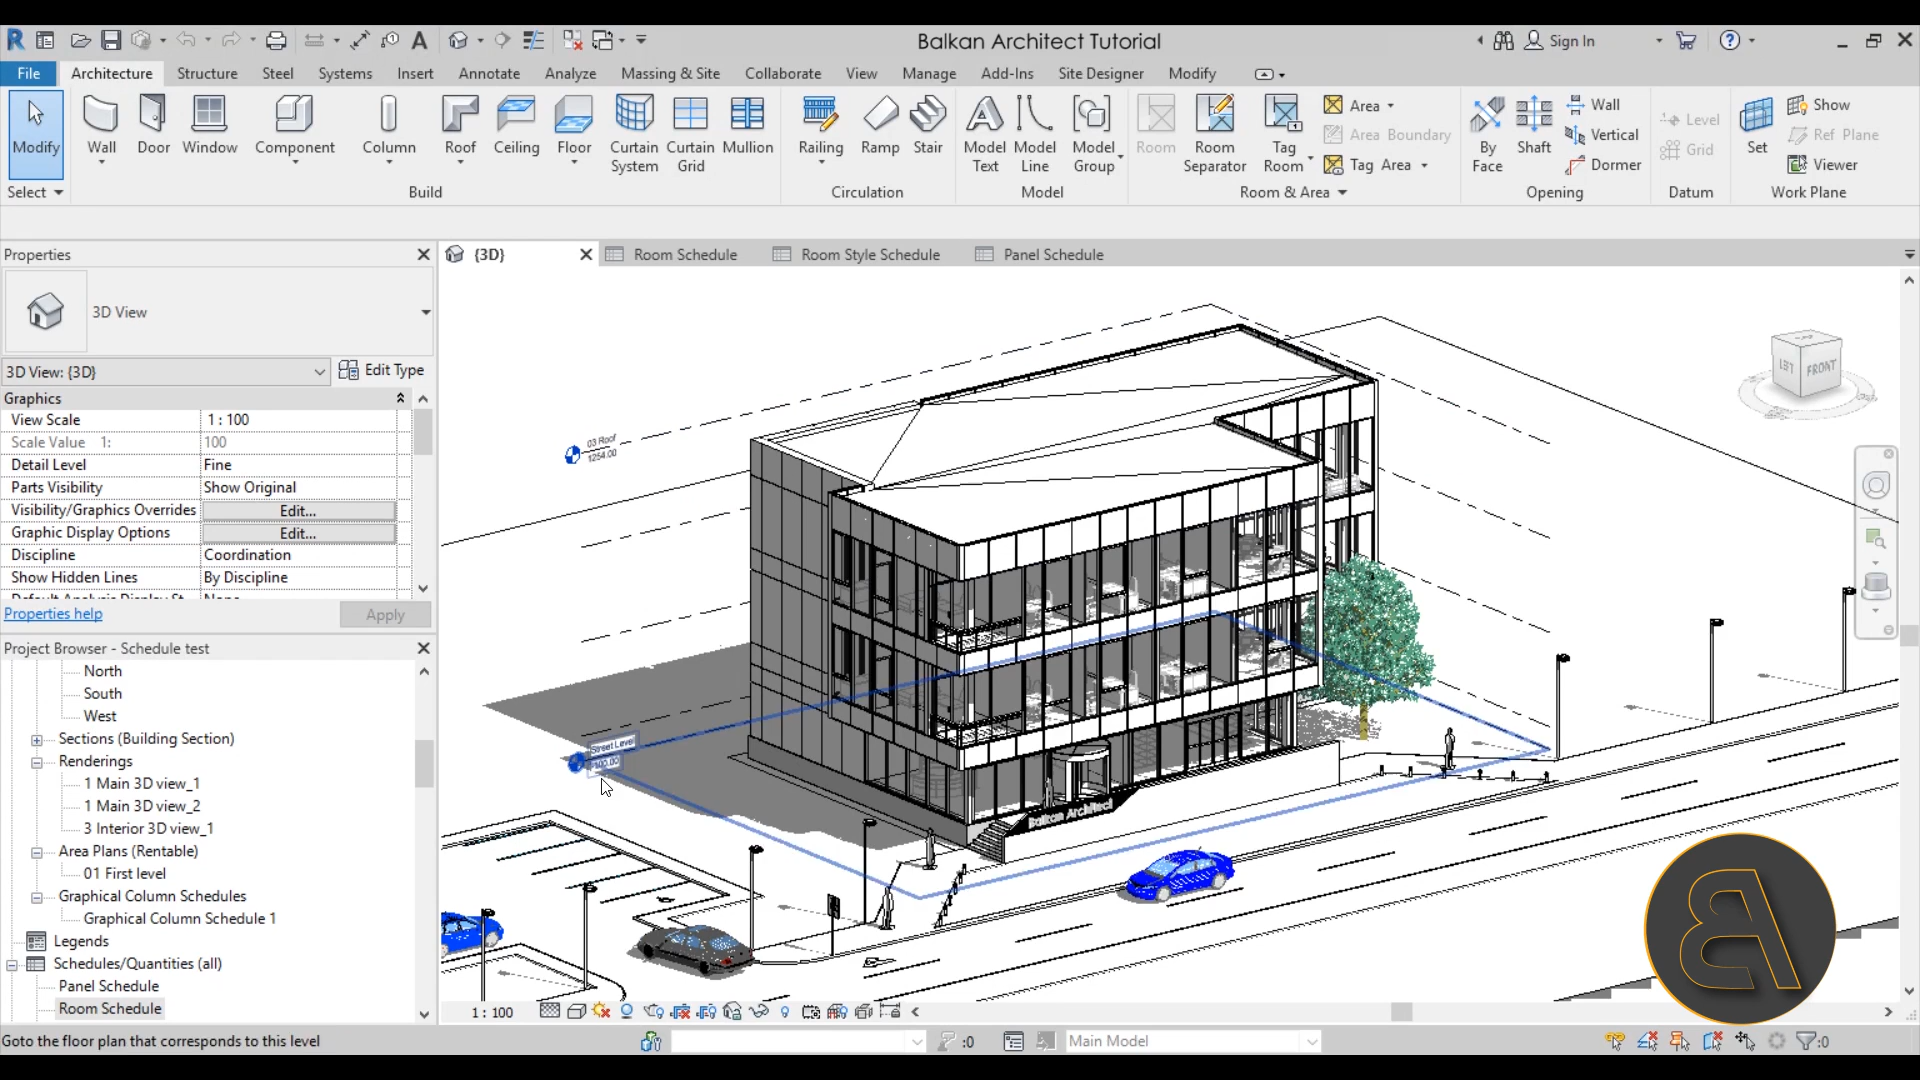 Balkan Architect Tutorial
Sign In
File Architecture Structure Steel Systems Insert Annotate Analyze Massing & Site Collaborate View Manage Add-Ins Site Designer Modify
Modify
Wall
Door
Window
Component
Column
Roof
Ceiling
Floor
Curtain System
Curtain Grid
Mullion
Railing
Ramp
Stair
Model Text
Model Line
Model Group
Room
Room Separator
Tag Room
Area
Area Boundary
Tag Area
By Face
Shaft
Wall
Vertical
Dormer
Level
Grid
Set
Show
Ref Plane
Viewer
Select
Build
Circulation
Model
Room & Area
Opening
Datum
Work Plane
Properties
{3D} Room Schedule Room Style Schedule Panel Schedule
3D View
3D View: {3D} Edit Type
Graphics
View Scale 1 : 100
Scale Value 1: 100
Detail Level Fine
Parts Visibility Show Original
Visibility/Graphics Overrides Edit...
Graphic Display Options Edit...
Discipline Coordination
Show Hidden Lines By Discipline
Properties help Apply
Project Browser - Schedule test
North
South
West
Sections (Building Section)
Renderings
1 Main 3D view_1
1 Main 3D view_2
3 Interior 3D view_1
Area Plans (Rentable)
01 First level
Graphical Column Schedules
Graphical Column Schedule 1
Legends
Schedules/Quantities (all)
Panel Schedule
Room Schedule
03 Roof
1254.00
Street Level
Balkan Architect
FRONT
1 : 100
Goto the floor plan that corresponds to this level
:0
Main Model
:0